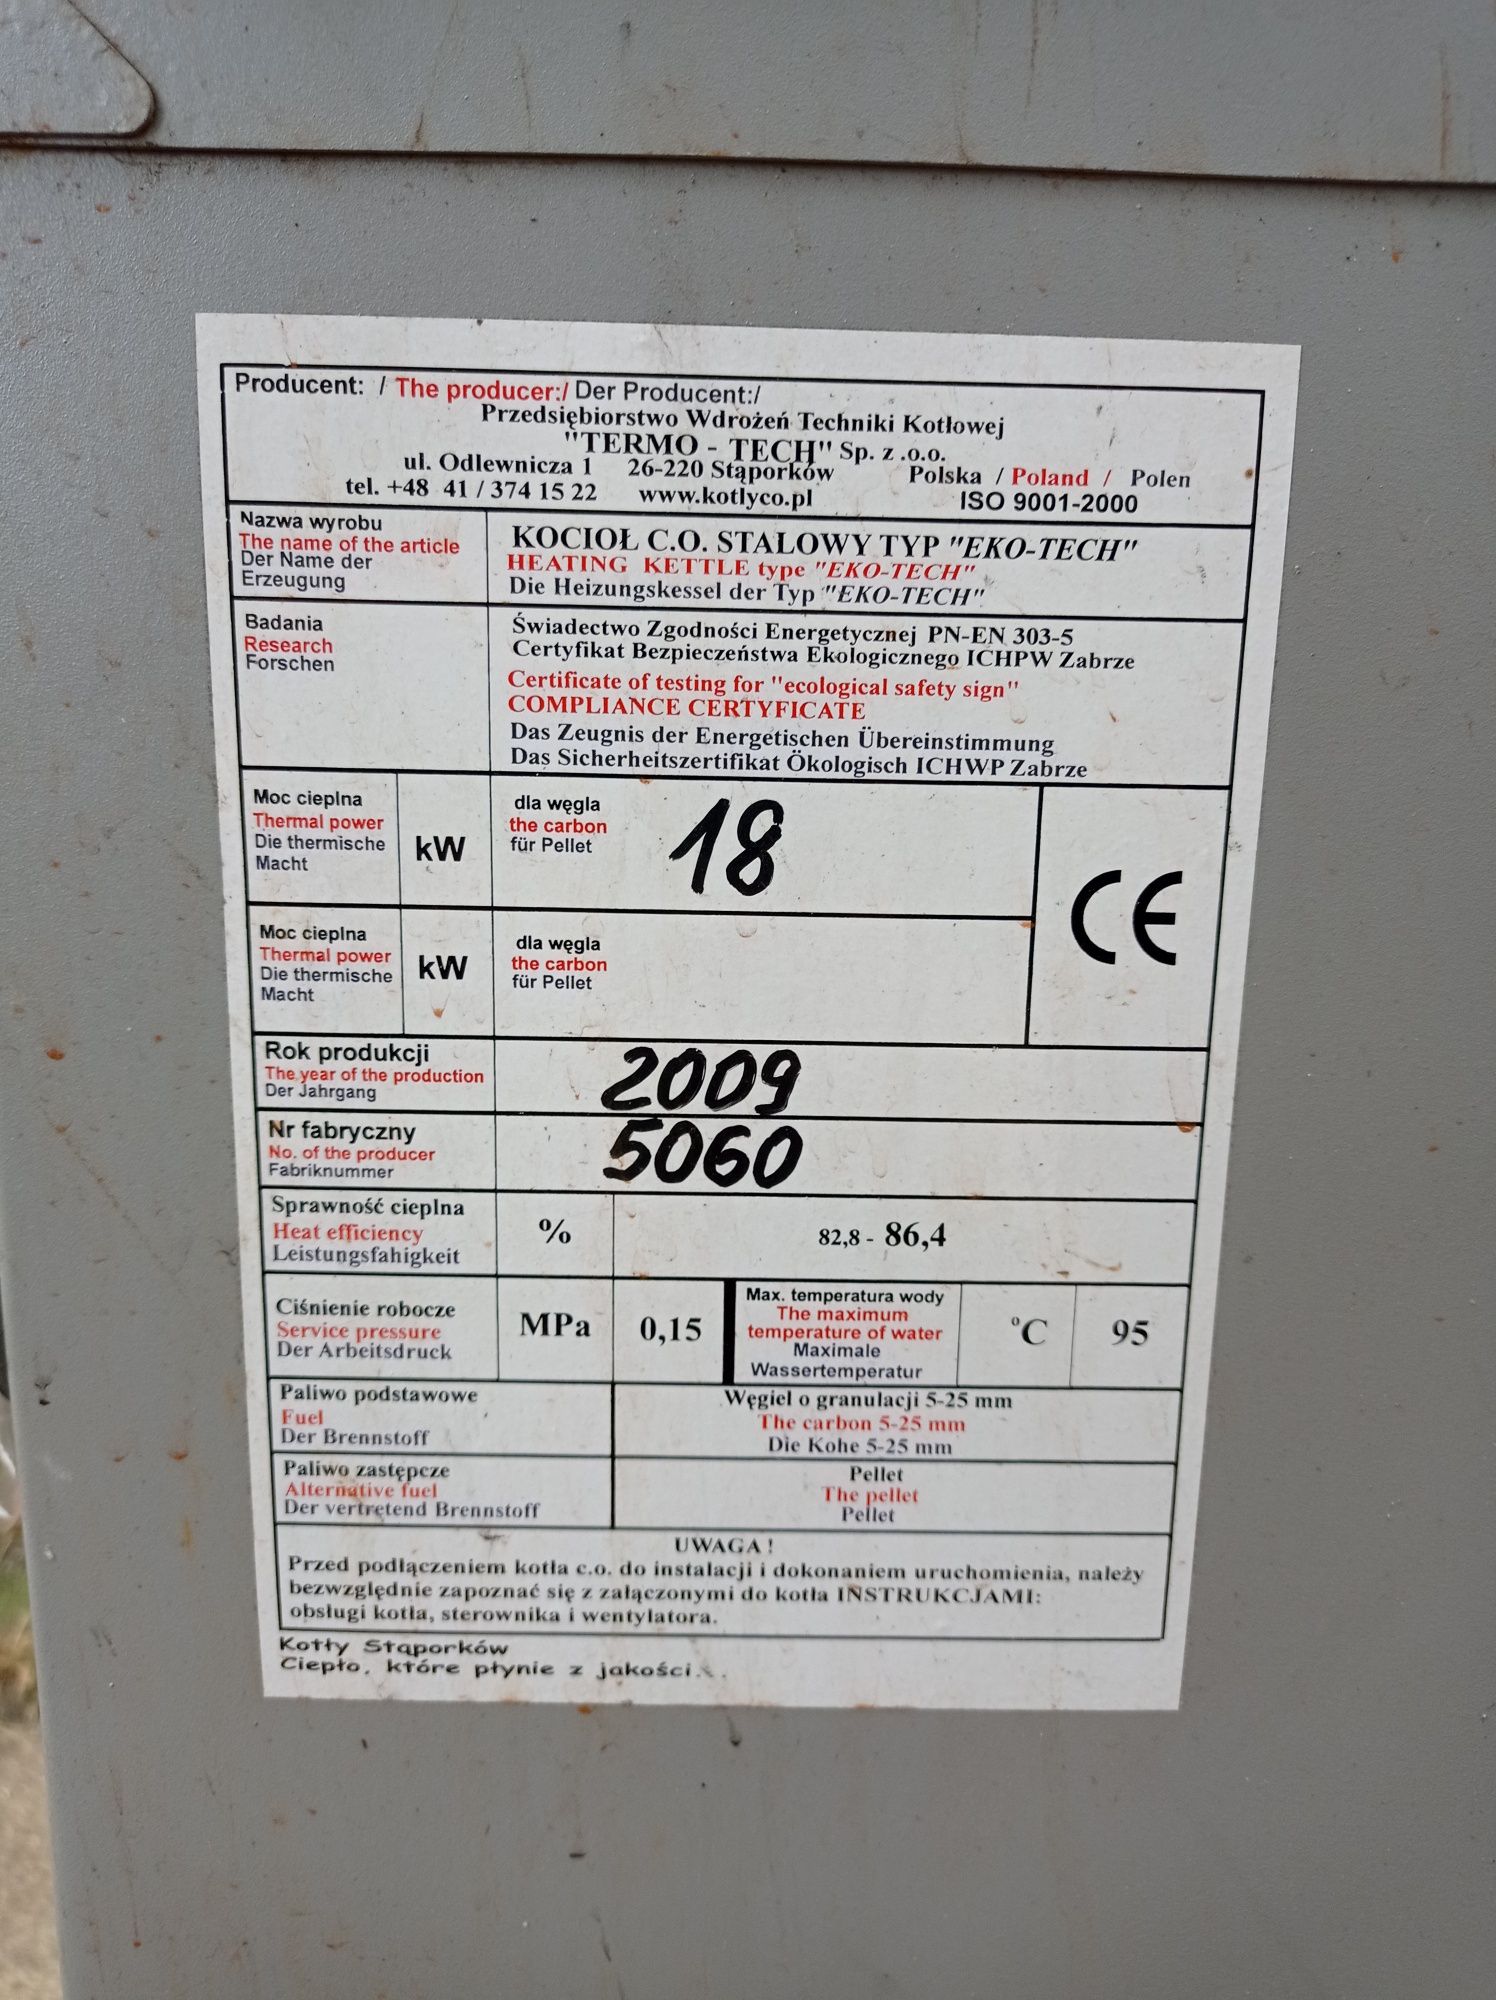 Producent: / The producer:/ Der Producent:/
Przedsiębiorstwo Wdrożeń Techniki Kotłowej
"TERMO - TECH" Sp. z .o.o.
ul. Odlewnicza 1 26-220 Stąporków Polska / Poland / Polen
tel. +48 41 / 374 15 22 www.kotlyco.pl ISO 9001-2000
Nazwa wyrobu
The name of the article
Der Name der
Erzeugung
KOCIOŁ C.O. STALOWY TYP "EKO-TECH"
HEATING KETTLE type "EKO-TECH"
Die Heizungskessel der Typ "EKO-TECH"
Badania
Research
Forschen
Świadectwo Zgodności Energetycznej PN-EN 303-5
Certyfikat Bezpieczeństwa Ekologicznego ICHPW Zabrze
Certificate of testing for "ecological safety sign"
COMPLIANCE CERTYFICATE
Das Zeugnis der Energetischen Übereinstimmung
Das Sicherheitszertifikat Ökologisch ICHWP Zabrze
Moc cieplna
Thermal power
Die thermische
Macht
kW
dla węgla
the carbon
für Pellet
18
CE
Moc cieplna
Thermal power
Die thermische
Macht
kW
dla węgla
the carbon
für Pellet
Rok produkcji
The year of the production
Der Jahrgang
2009
Nr fabryczny
No. of the producer
Fabriknummer
5060
Sprawność cieplna
Heat efficiency
Leistungsfahigkeit
%
82,8 - 86,4
Ciśnienie robocze
Service pressure
Der Arbeitsdruck
MPa
0,15
Max. temperatura wody
The maximum
temperature of water
Maximale
Wassertemperatur
°C
95
Paliwo podstawowe
Fuel
Der Brennstoff
Węgiel o granulacji 5-25 mm
The carbon 5-25 mm
Die Kohe 5-25 mm
Paliwo zastępcze
Alternative fuel
Der vertretend Brennstoff
Pellet
The pellet
Pellet
UWAGA !
Przed podłączeniem kotła c.o. do instalacji i dokonaniem uruchomienia, należy
bezwzględnie zapoznać się z załączonymi do kotła INSTRUKCJAMI:
obsługi kotła, sterownika i wentylatora.
Kotły Stąporków
Ciepło, które płynie z jakości...